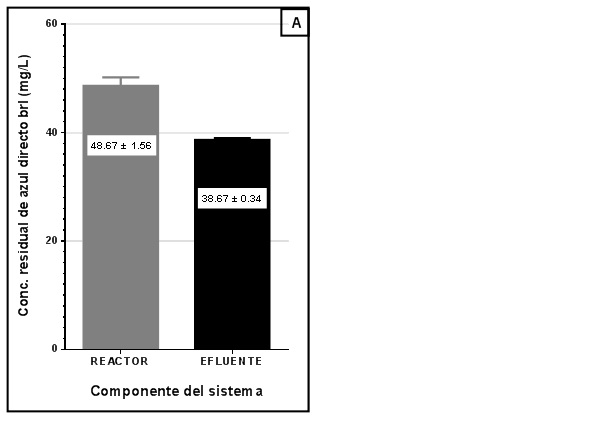 A
60
40
20
0
Conc. residual de azul directo brl (mg/L)
48.67 ± 1.56
38.67 ± 0.34
REACTOR
EFLUENTE
Componente del sistema